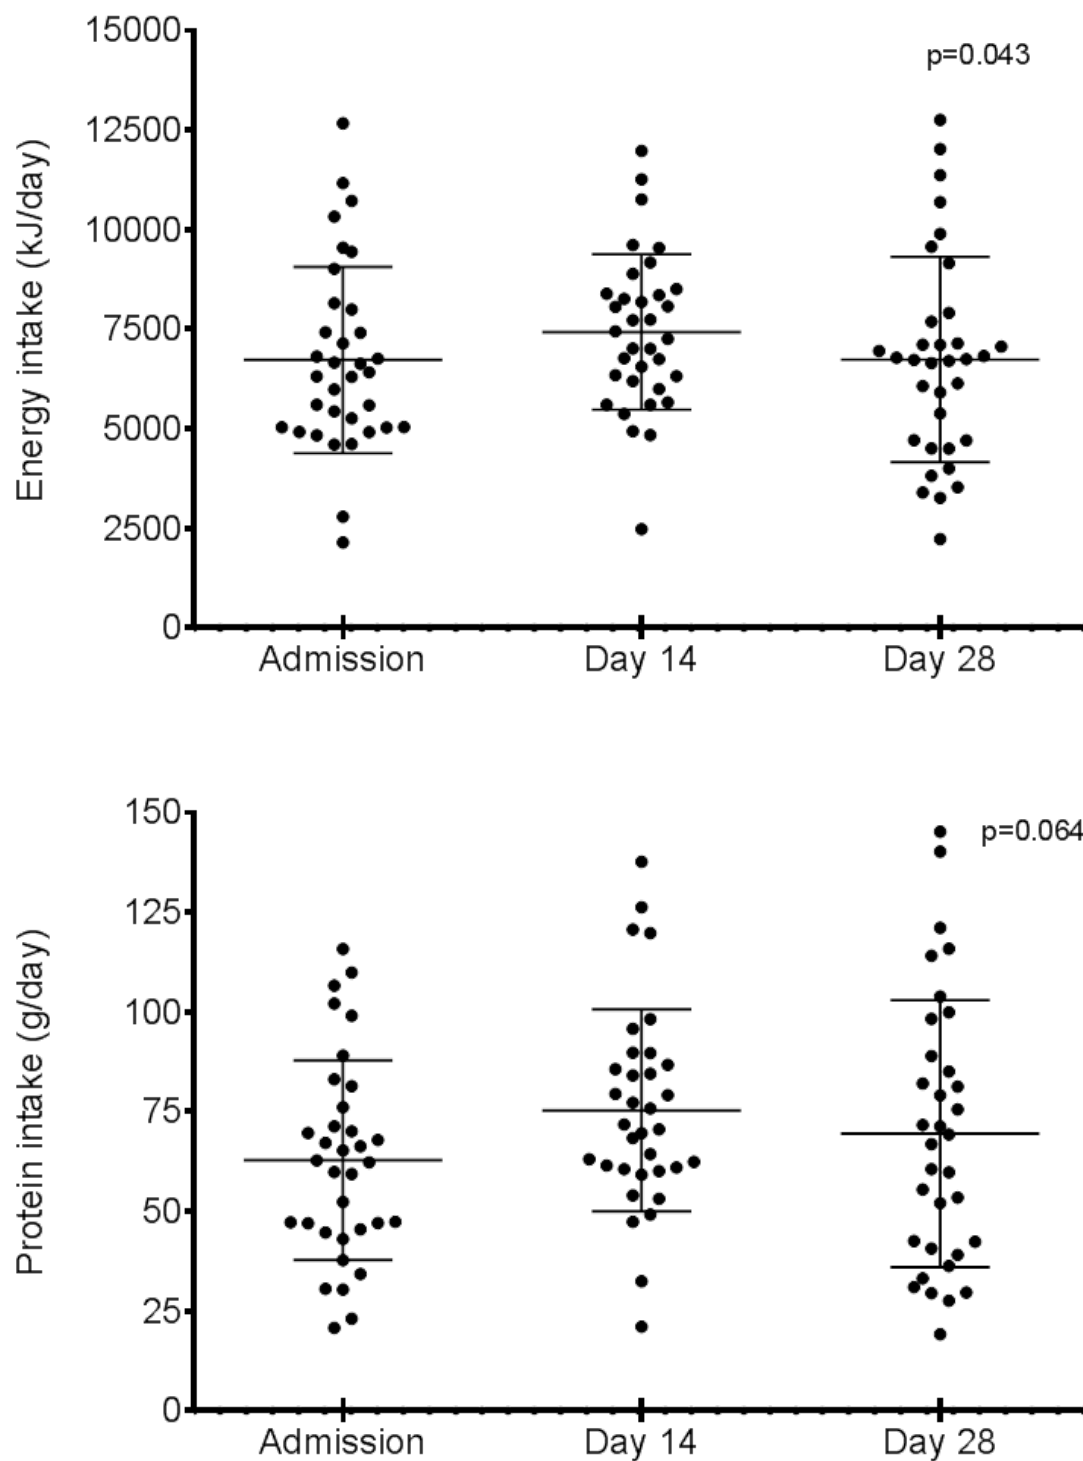 Energy intake (kJ/day)
15000
12500
10000
7500
5000
2500
0
p=0.043
Admission Day 14 Day 28
Protein intake (g/day)
150
125
100
75
50
25
0
p=0.064
Admission Day 14 Day 28